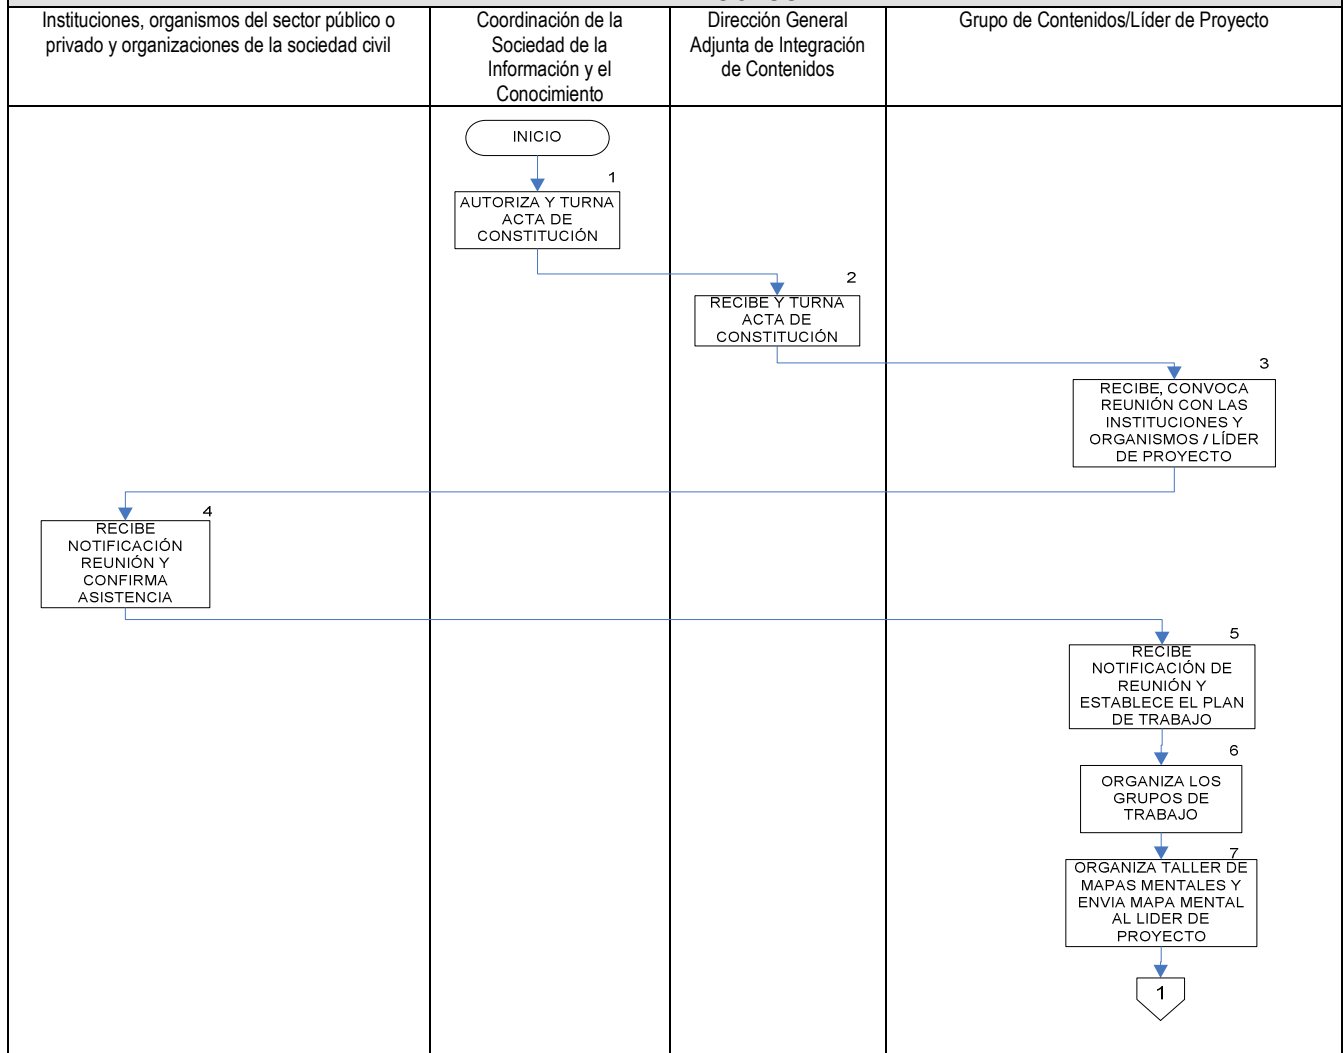 Instituciones, organismos del sector público o
privado y organizaciones de la sociedad civil
Coordinación de la
Sociedad de la
Información y el
Conocimiento
Dirección General
Adjunta de Integración
de Contenidos
Grupo de Contenidos/Líder de Proyecto
INICIO
1
AUTORIZA Y TURNA
ACTA DE
CONSTITUCIÓN
2
RECIBE Y TURNA
ACTA DE
CONSTITUCIÓN
3
RECIBE, CONVOCA
REUNIÓN CON LAS
INSTITUCIONES Y
ORGANISMOS / LÍDER
DE PROYECTO
4
RECIBE
NOTIFICACIÓN
REUNIÓN Y
CONFIRMA
ASISTENCIA
5
RECIBE
NOTIFICACIÓN DE
REUNIÓN Y
ESTABLECE EL PLAN
DE TRABAJO
6
ORGANIZA LOS
GRUPOS DE
TRABAJO
7
ORGANIZA TALLER DE
MAPAS MENTALES Y
ENVIA MAPA MENTAL
AL LIDER DE
PROYECTO
1